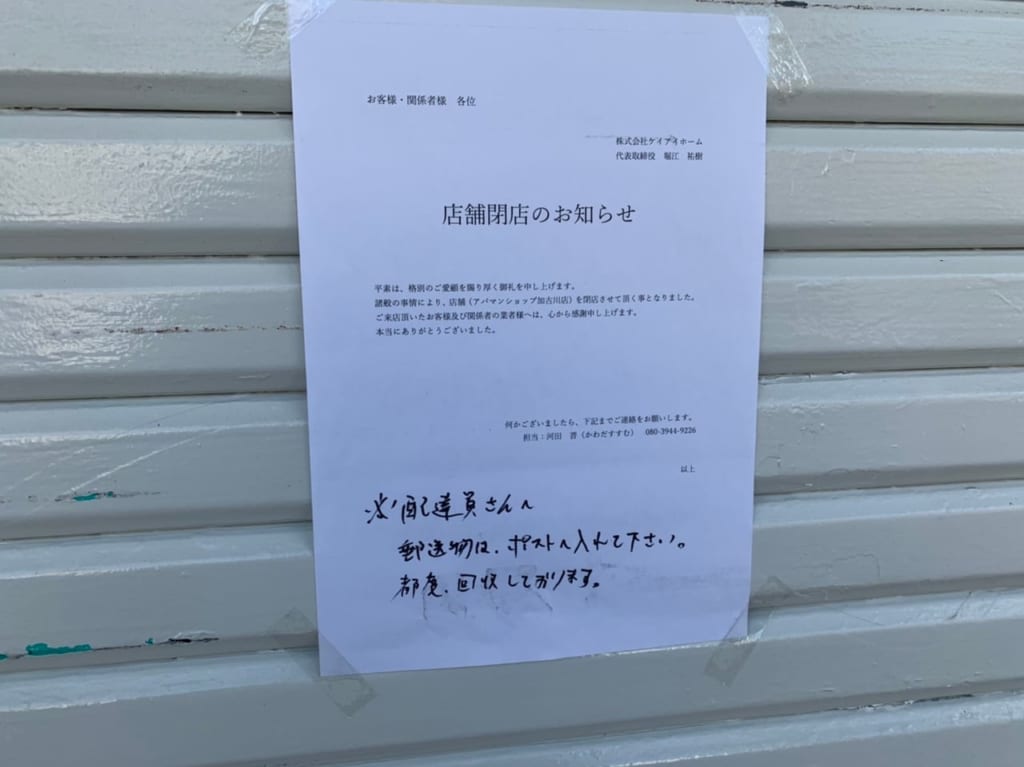 お客様・関係者様　各位
株式会社ケイアイホーム
代表取締役　堀江　祐樹
店舗閉店のお知らせ
平素は、格別のご愛顧を賜り厚く御礼を申し上げます。
諸般の事情により、店舗（アパマンショップ加古川店）を閉店させて頂く事となりました。
ご来店頂いたお客様及び関係者の業者様へは、心から感謝申し上げます。
本当にありがとうございました。
何かございましたら、下記までご連絡をお願いします。
担当：河田　晋（かわだすすむ）　080-3944-9226
以上
※配達員さんへ
郵送物は、ポストへ入れて下さい。
都度、回収しております。